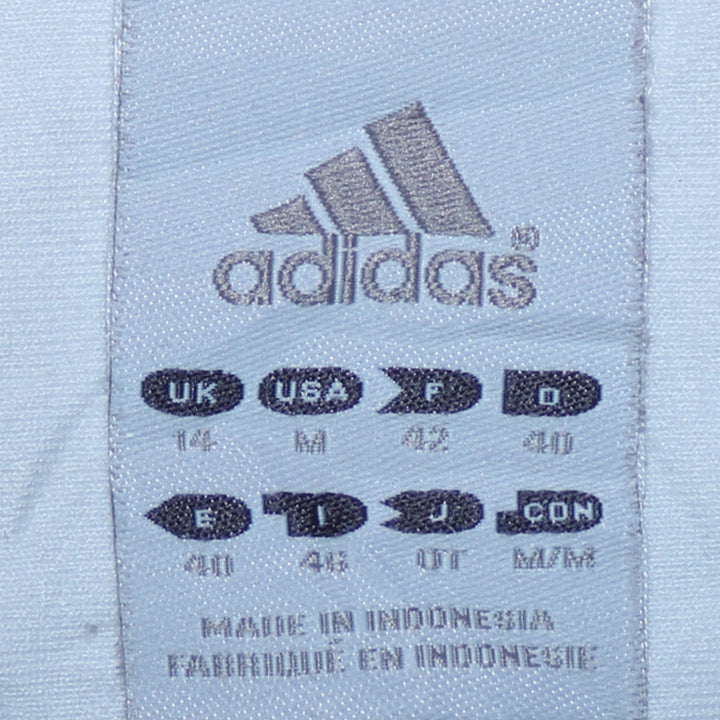 adidas®
UK USA F D
14 M 42 40
E I J CON
40 46 OT M/M
MADE IN INDONESIA
FABRIQUÉ EN INDONESIE